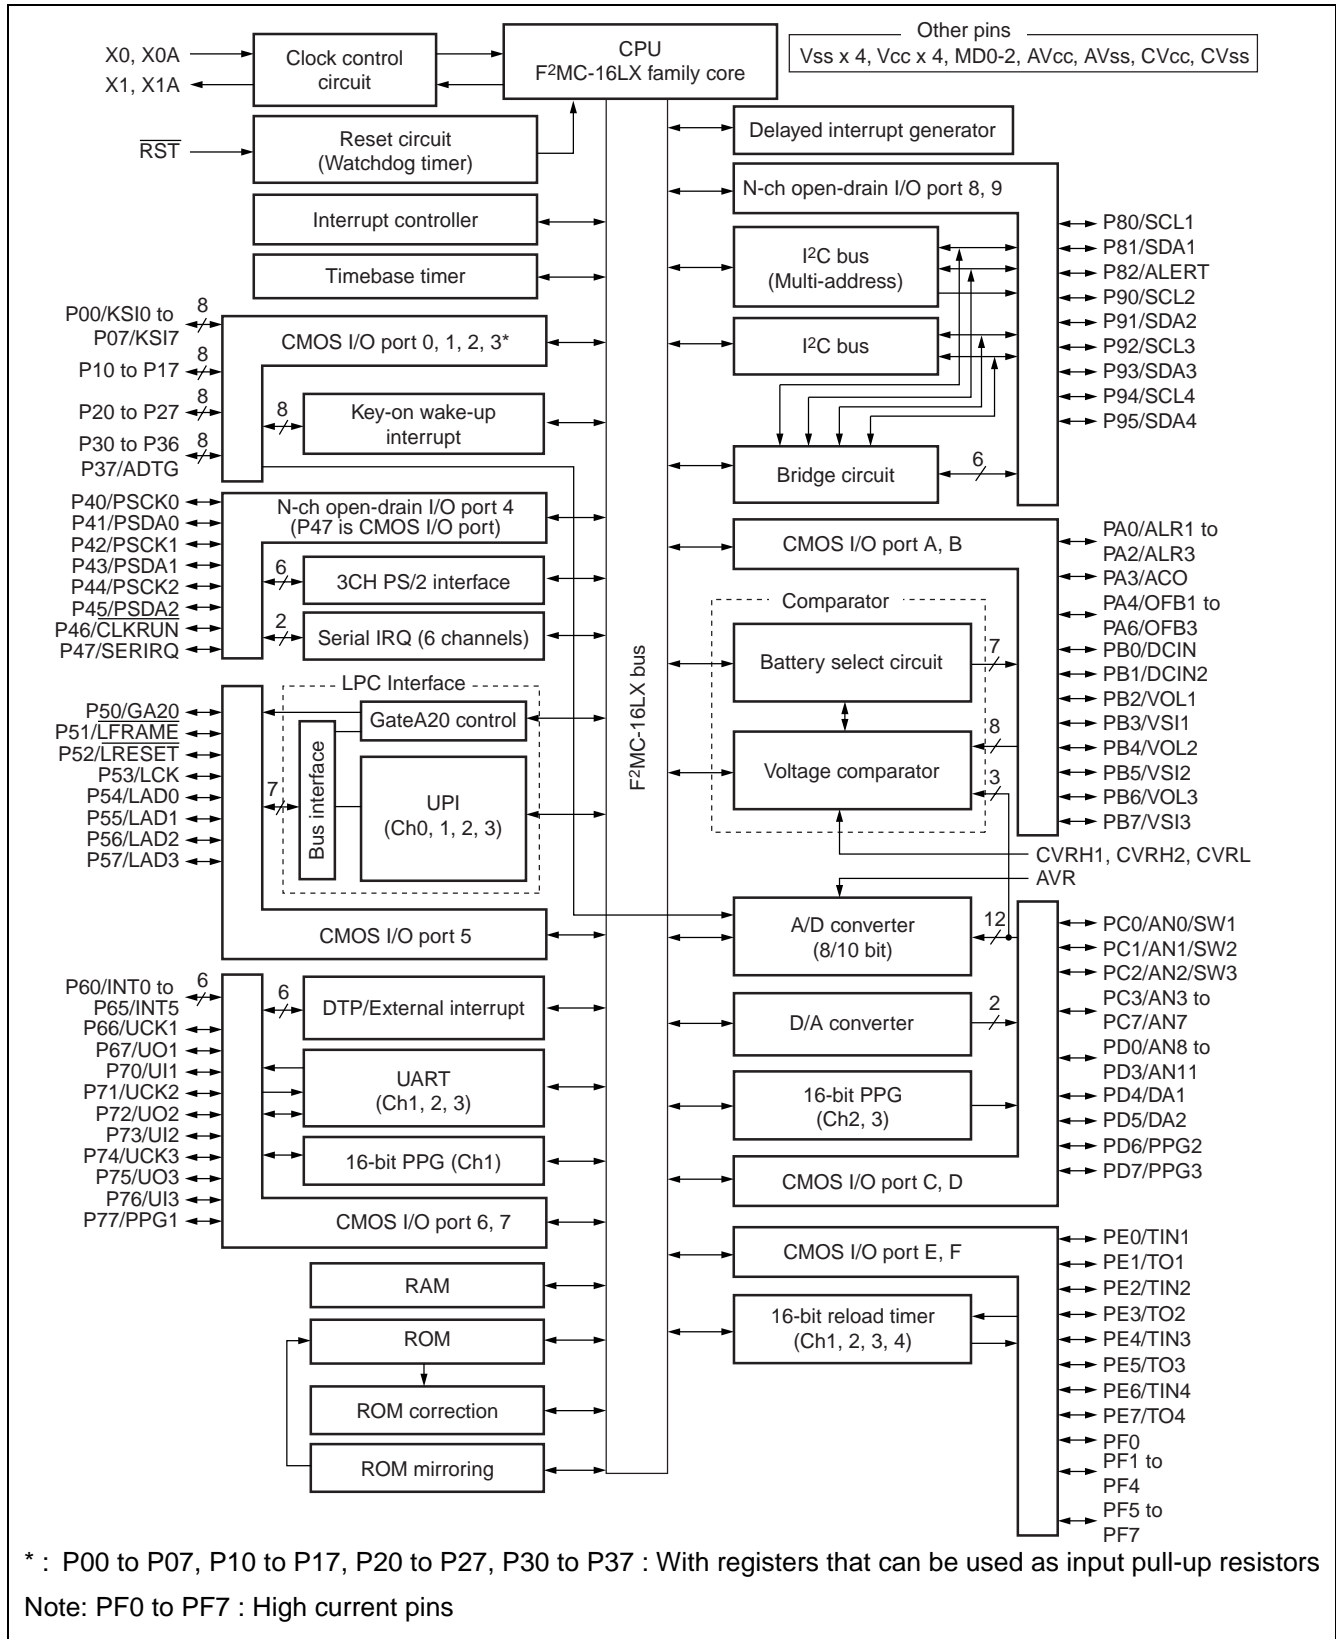 X0, X0A
X1, X1A
Clock control
circuit
CPU
F²MC-16LX family core
Other pins
Vss x 4, Vcc x 4, MD0-2, AVcc, AVss, CVcc, CVss
RST
Reset circuit
(Watchdog timer)
Interrupt controller
Timebase timer
P00/KSI0 to
P07/KSI7
8
P10 to P17
8
P20 to P27
8
P30 to P36
P37/ADTG
8
CMOS I/O port 0, 1, 2, 3*
8
Key-on wake-up
interrupt
P40/PSCK0
P41/PSDA0
P42/PSCK1
P43/PSDA1
P44/PSCK2
P45/PSDA2
P46/CLKRUN
P47/SERIRQ
N-ch open-drain I/O port 4
(P47 is CMOS I/O port)
6
3CH PS/2 interface
2
Serial IRQ (6 channels)
P50/GA20
P51/LFRAME
P52/LRESET
P53/LCK
P54/LAD0
P55/LAD1
P56/LAD2
P57/LAD3
LPC Interface
GateA20 control
7
Bus interface
UPI
(Ch0, 1, 2, 3)
CMOS I/O port 5
P60/INT0 to
P65/INT5
6
P66/UCK1
P67/UO1
P70/UI1
P71/UCK2
P72/UO2
P73/UI2
P74/UCK3
P75/UO3
P76/UI3
P77/PPG1
6
DTP/External interrupt
UART
(Ch1, 2, 3)
16-bit PPG (Ch1)
CMOS I/O port 6, 7
RAM
ROM
ROM correction
ROM mirroring
F²MC-16LX bus
Delayed interrupt generator
N-ch open-drain I/O port 8, 9
I²C bus
(Multi-address)
I²C bus
Bridge circuit
6
P80/SCL1
P81/SDA1
P82/ALERT
P90/SCL2
P91/SDA2
P92/SCL3
P93/SDA3
P94/SCL4
P95/SDA4
CMOS I/O port A, B
Comparator
Battery select circuit
7
Voltage comparator
8
3
PA0/ALR1 to
PA2/ALR3
PA3/ACO
PA4/OFB1 to
PA6/OFB3
PB0/DCIN
PB1/DCIN2
PB2/VOL1
PB3/VSI1
PB4/VOL2
PB5/VSI2
PB6/VOL3
PB7/VSI3
CVRH1, CVRH2, CVRL
AVR
A/D converter
(8/10 bit)
12
D/A converter
2
16-bit PPG
(Ch2, 3)
CMOS I/O port C, D
PC0/AN0/SW1
PC1/AN1/SW2
PC2/AN2/SW3
PC3/AN3 to
PC7/AN7
PD0/AN8 to
PD3/AN11
PD4/DA1
PD5/DA2
PD6/PPG2
PD7/PPG3
CMOS I/O port E, F
16-bit reload timer
(Ch1, 2, 3, 4)
PE0/TIN1
PE1/TO1
PE2/TIN2
PE3/TO2
PE4/TIN3
PE5/TO3
PE6/TIN4
PE7/TO4
PF0
PF1 to
PF4
PF5 to
PF7
* : P00 to P07, P10 to P17, P20 to P27, P30 to P37 : With registers that can be used as input pull-up resistors
Note: PF0 to PF7 : High current pins